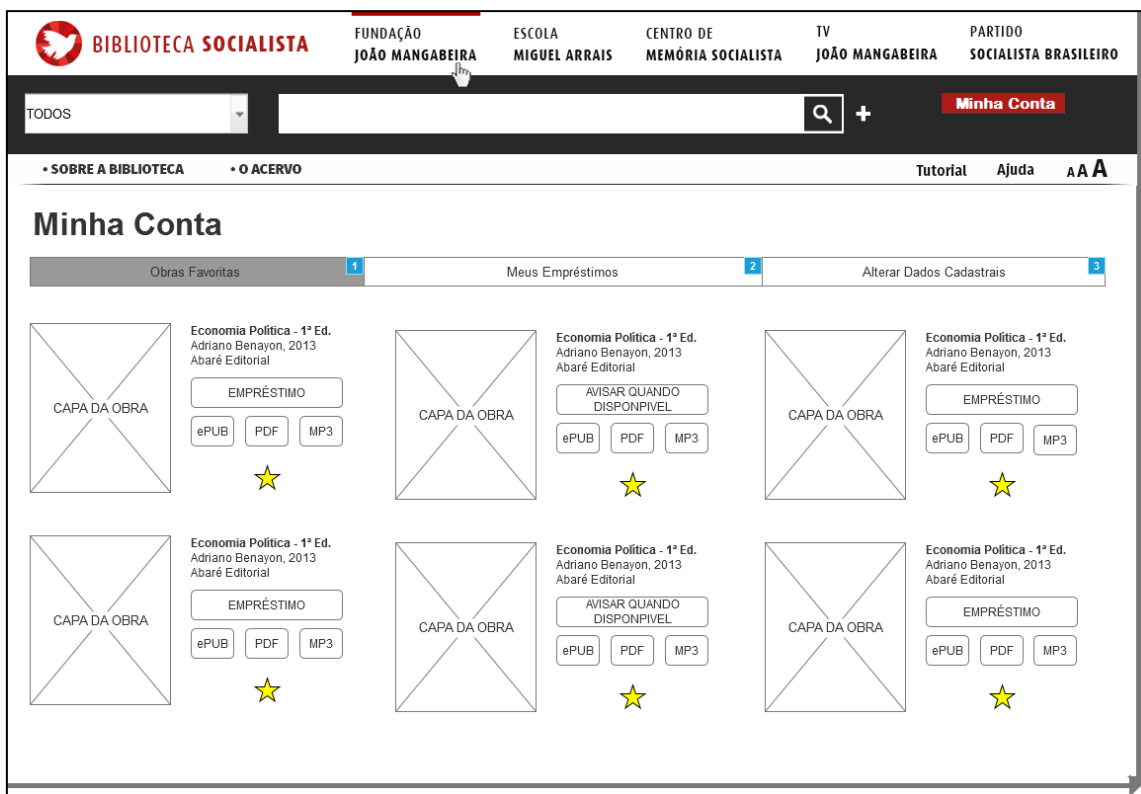 BIBLIOTECA SOCIALISTA
FUNDAÇÃO
JOÃO MANGABEIRA
ESCOLA
MIGUEL ARRAIS
CENTRO DE
MEMÓRIA SOCIALISTA
TV
JOÃO MANGABEIRA
PARTIDO
SOCIALISTA BRASILEIRO
TODOS
Minha Conta
• SOBRE A BIBLIOTECA
• O ACERVO
Tutorial
Ajuda
A A A
Minha Conta
Obras Favoritas 1
Meus Empréstimos 2
Alterar Dados Cadastrais 3
CAPA DA OBRA
Economia Política - 1ª Ed.
Adriano Benayon, 2013
Abaré Editorial
EMPRÉSTIMO
ePUB PDF MP3
CAPA DA OBRA
Economia Política - 1ª Ed.
Adriano Benayon, 2013
Abaré Editorial
AVISAR QUANDO
DISPONPIVEL
ePUB PDF MP3
CAPA DA OBRA
Economia Política - 1ª Ed.
Adriano Benayon, 2013
Abaré Editorial
EMPRÉSTIMO
ePUB PDF MP3
CAPA DA OBRA
Economia Política - 1ª Ed.
Adriano Benayon, 2013
Abaré Editorial
EMPRÉSTIMO
ePUB PDF MP3
CAPA DA OBRA
Economia Política - 1ª Ed.
Adriano Benayon, 2013
Abaré Editorial
AVISAR QUANDO
DISPONPIVEL
ePUB PDF MP3
CAPA DA OBRA
Economia Política - 1ª Ed.
Adriano Benayon, 2013
Abaré Editorial
EMPRÉSTIMO
ePUB PDF MP3